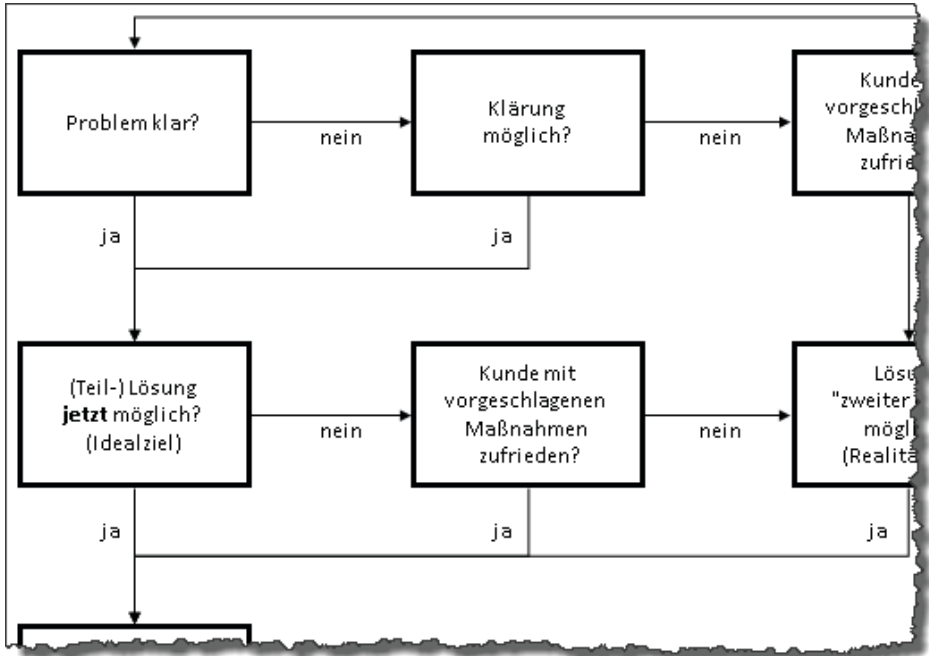 Problem klar?
nein
Klärung
möglich?
nein
ja
ja
(Teil-) Lösung
jetzt möglich?
(Idealziel)
nein
Kunde mit
vorgeschlagenen
Maßnahmen
zufrieden?
nein
"zweiter
ja
ja
ja